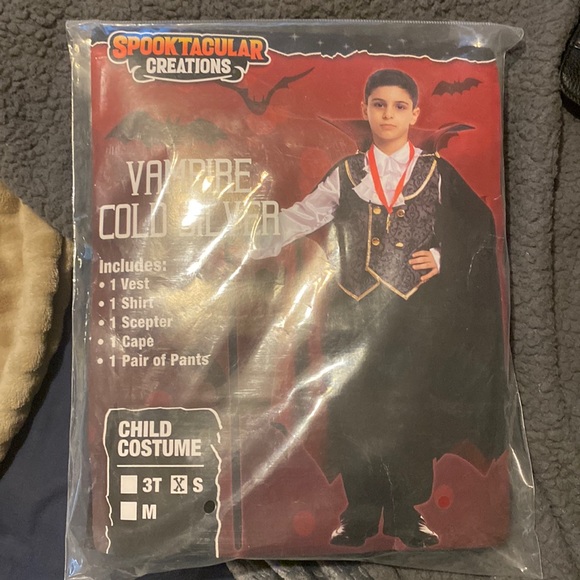 SPOOKTACULAR
CREATIONS
VAMPIRE
COLD SILVER
Includes:
• 1 Vest
• 1 Shirt
• 1 Scepter
• 1 Cape
• 1 Pair of Pants
CHILD
COSTUME
3T X S
M